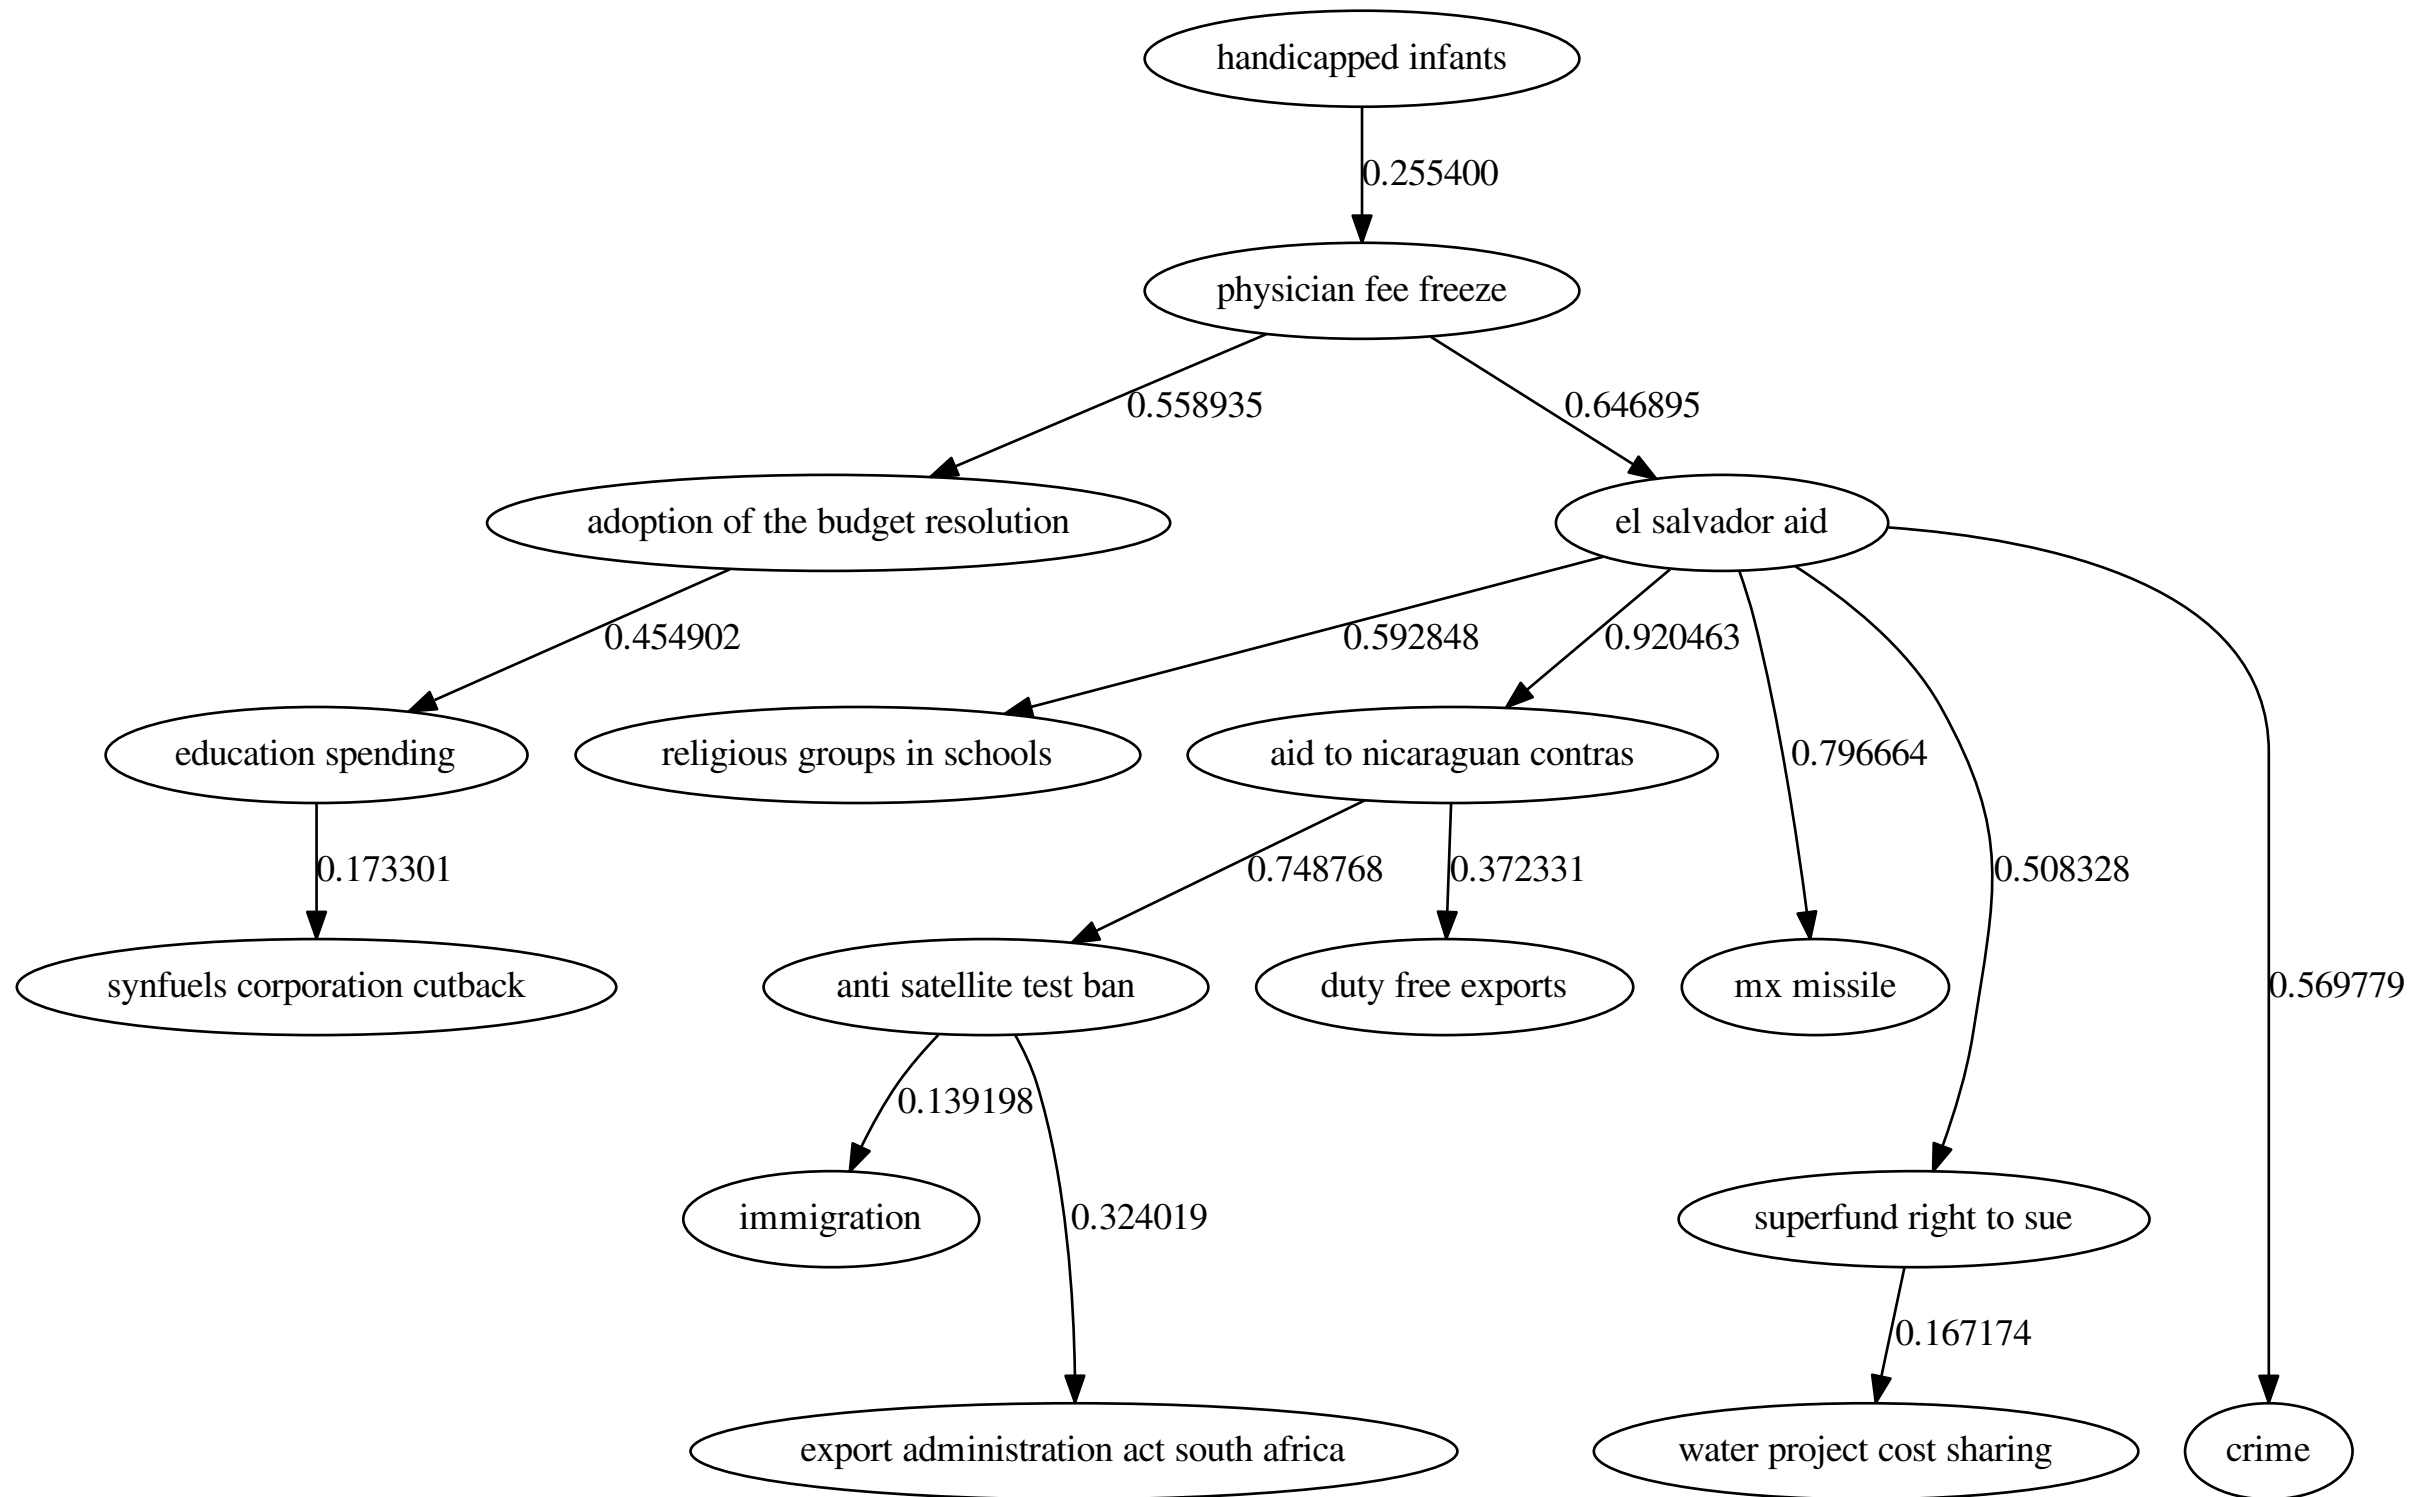 handicapped infants
0.255400
physician fee freeze
0.558935
0.646895
adoption of the budget resolution
el salvador aid
0.454902
0.592848
0.920463
education spending
religious groups in schools
aid to nicaraguan contras
0.796664
0.173301
0.748768
0.372331
0.508328
synfuels corporation cutback
anti satellite test ban
duty free exports
mx missile
0.569779
0.139198
immigration
0.324019
superfund right to sue
0.167174
export administration act south africa
water project cost sharing
crime